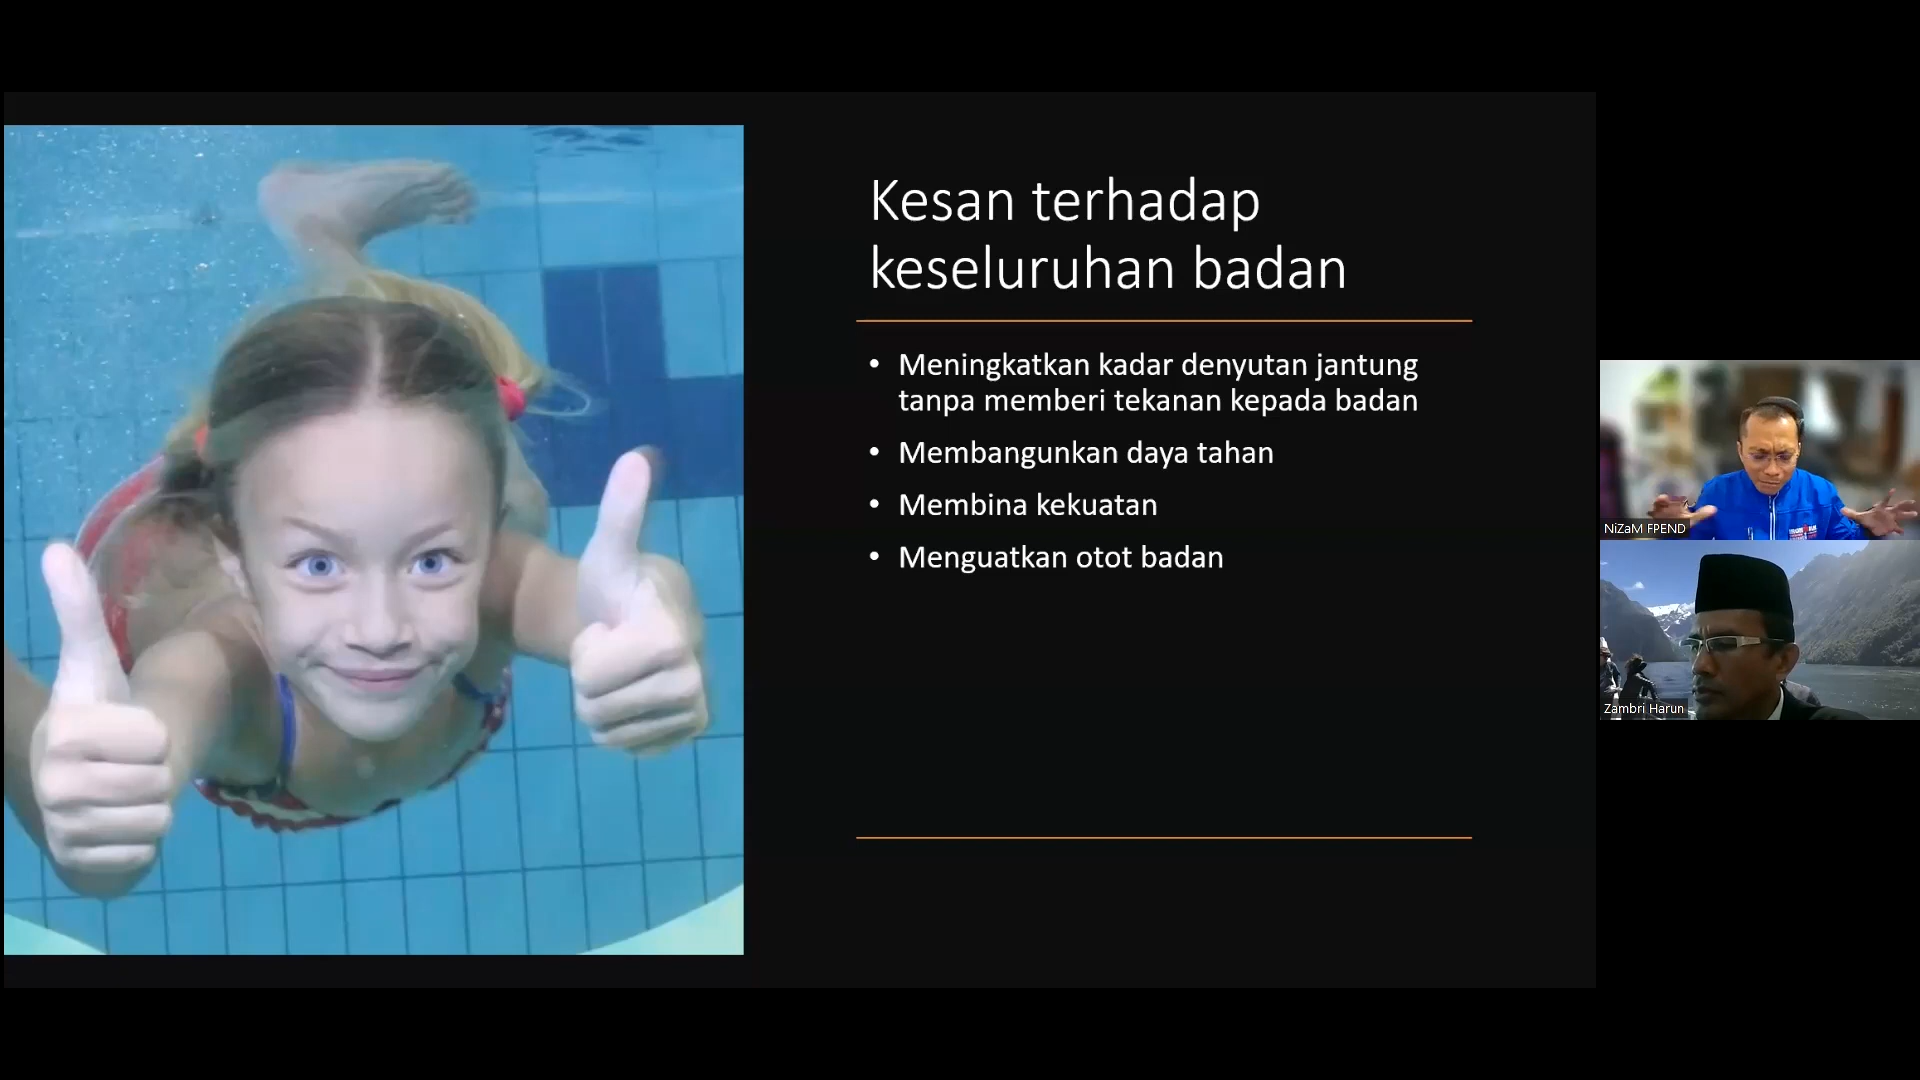 Kesan terhadap
keseluruhan badan
• Meningkatkan kadar denyutan jantung
tanpa memberi tekanan kepada badan
• Membangunkan daya tahan
• Membina kekuatan
• Menguatkan otot badan
NiZaM FPEND
Zambri Harun